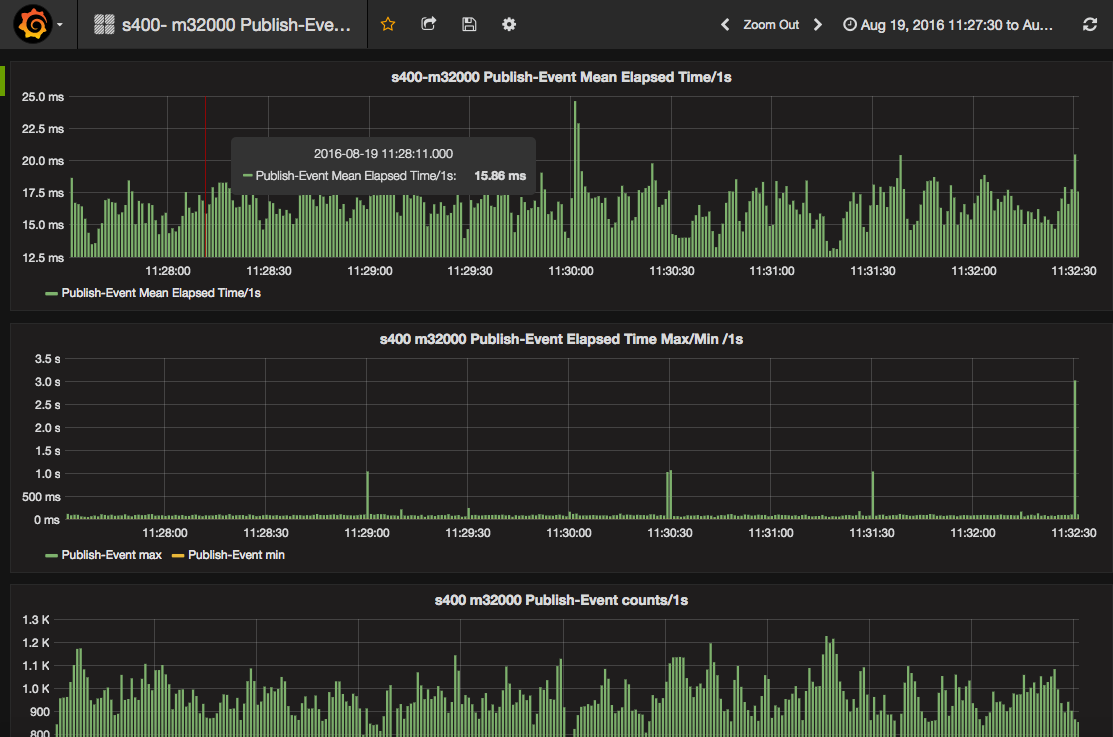 s400- m32000 Publish-Eve...
Zoom Out
Aug 19, 2016 11:27:30 to Au...
s400-m32000 Publish-Event Mean Elapsed Time/1s
25.0 ms
22.5 ms
20.0 ms
17.5 ms
15.0 ms
12.5 ms
2016-08-19 11:28:11.000
Publish-Event Mean Elapsed Time/1s: 15.86 ms
11:28:00 11:28:30 11:29:00 11:29:30 11:30:00 11:30:30 11:31:00 11:31:30 11:32:00 11:32:30
Publish-Event Mean Elapsed Time/1s
s400 m32000 Publish-Event Elapsed Time Max/Min /1s
3.5 s
3.0 s
2.5 s
2.0 s
1.5 s
1.0 s
500 ms
0 ms
11:28:00 11:28:30 11:29:00 11:29:30 11:30:00 11:30:30 11:31:00 11:31:30 11:32:00 11:32:30
Publish-Event max Publish-Event min
s400 m32000 Publish-Event counts/1s
1.3 K
1.2 K
1.1 K
1.0 K
900
800